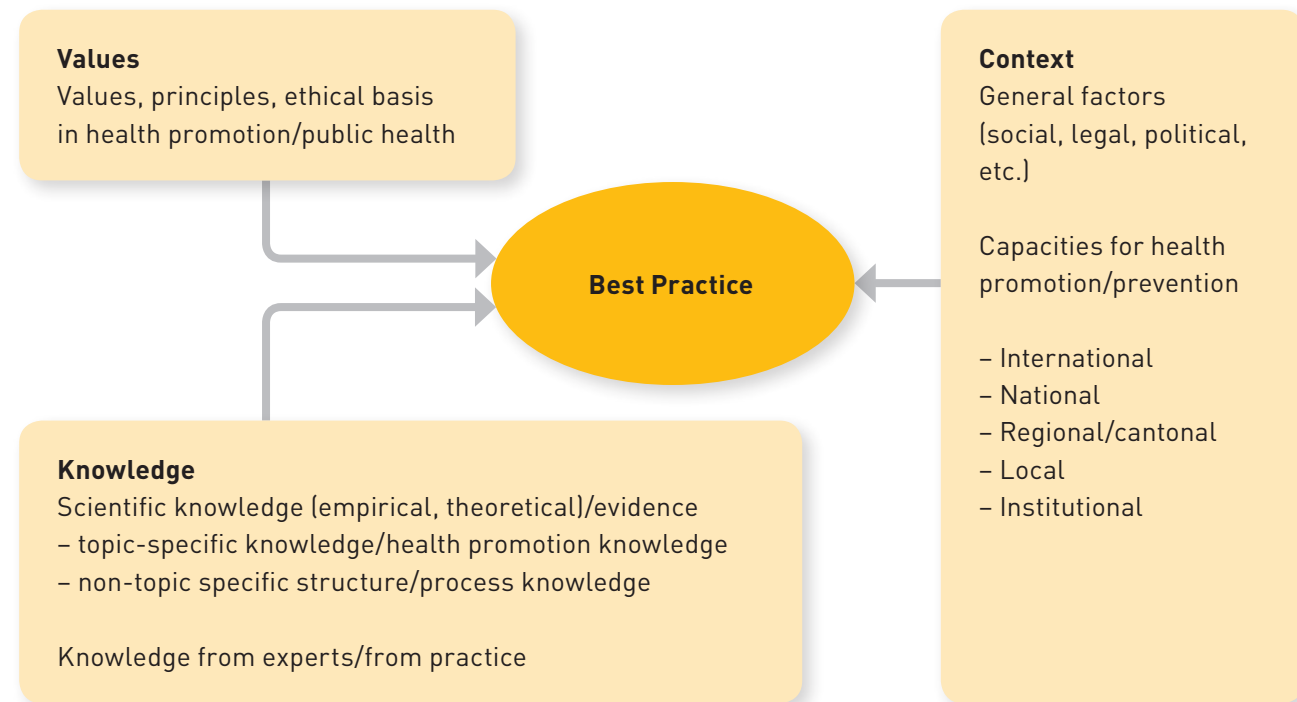 Values
Values, principles, ethical basis
in health promotion/public health
Best Practice
Knowledge
Scientific knowledge (empirical, theoretical)/evidence
– topic-specific knowledge/health promotion knowledge
– non-topic specific structure/process knowledge
Knowledge from experts/from practice
Context
General factors
(social, legal, political,
etc.)
Capacities for health
promotion/prevention
– International
– National
– Regional/cantonal
– Local
– Institutional